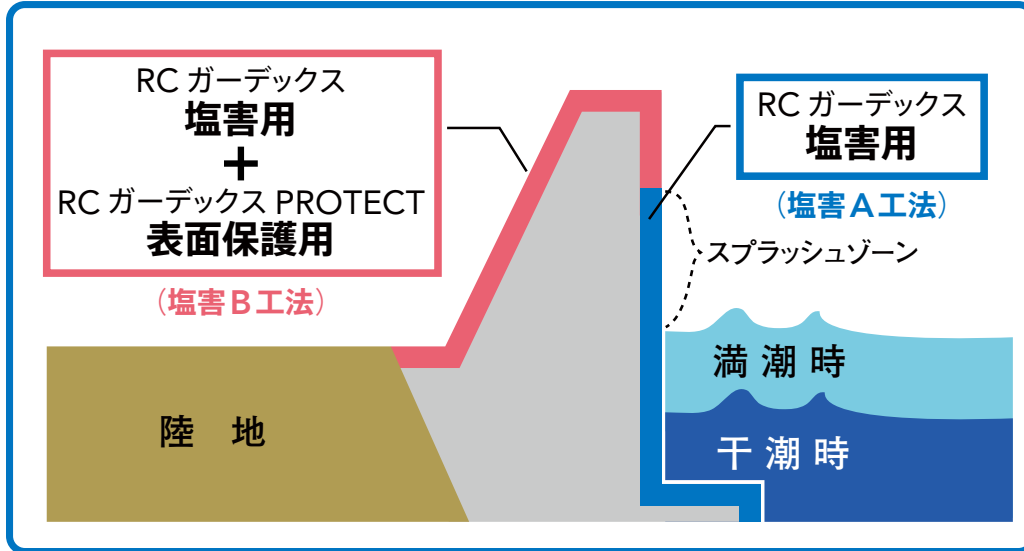 RC ガーデックス
塩害用
＋
RC ガーデックス PROTECT
表面保護用
（塩害B工法）
RC ガーデックス
塩害用
（塩害A工法）
スプラッシュゾーン
満潮時
干潮時
陸 地